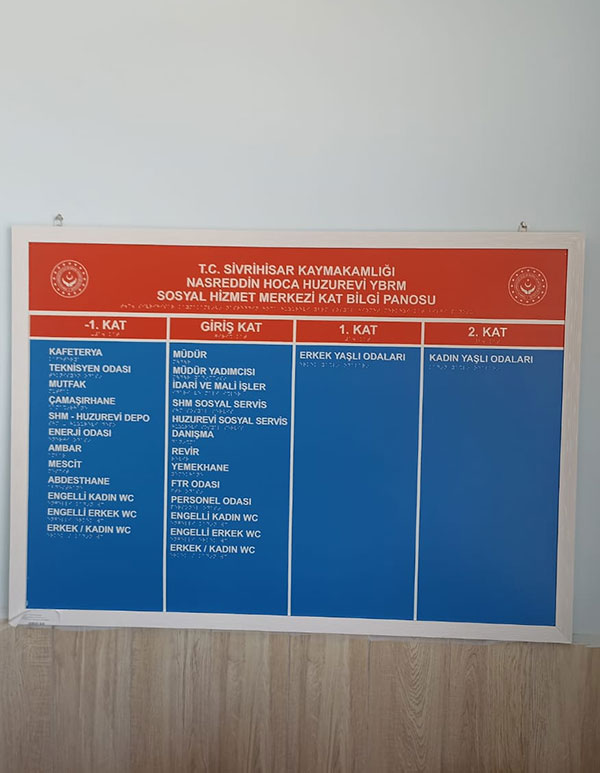 T.C. SİVRİHİSAR KAYMAKAMLIĞI
NASREDDİN HOCA HUZUREVİ YBRM
SOSYAL HİZMET MERKEZİ KAT BİLGİ PANOSU
-1. KAT
KAFETERYA
TEKNİSYEN ODASI
MUTFAK
ÇAMAŞIRHANE
SHM - HUZUREVİ DEPO
ENERJİ ODASI
AMBAR
MESCİT
ABDESTHANE
ENGELLİ KADIN WC
ENGELLİ ERKEK WC
ERKEK / KADIN WC
GİRİŞ KAT
MÜDÜR
MÜDÜR YADIMCISI
İDARİ VE MALİ İŞLER
SHM SOSYAL SERVİS
HUZUREVİ SOSYAL SERVİS
DANIŞMA
REVİR
YEMEKHANE
FTR ODASI
PERSONEL ODASI
ENGELLİ KADIN WC
ENGELLİ ERKEK WC
ERKEK / KADIN WC
1. KAT
ERKEK YAŞLI ODALARI
2. KAT
KADIN YAŞLI ODALARI